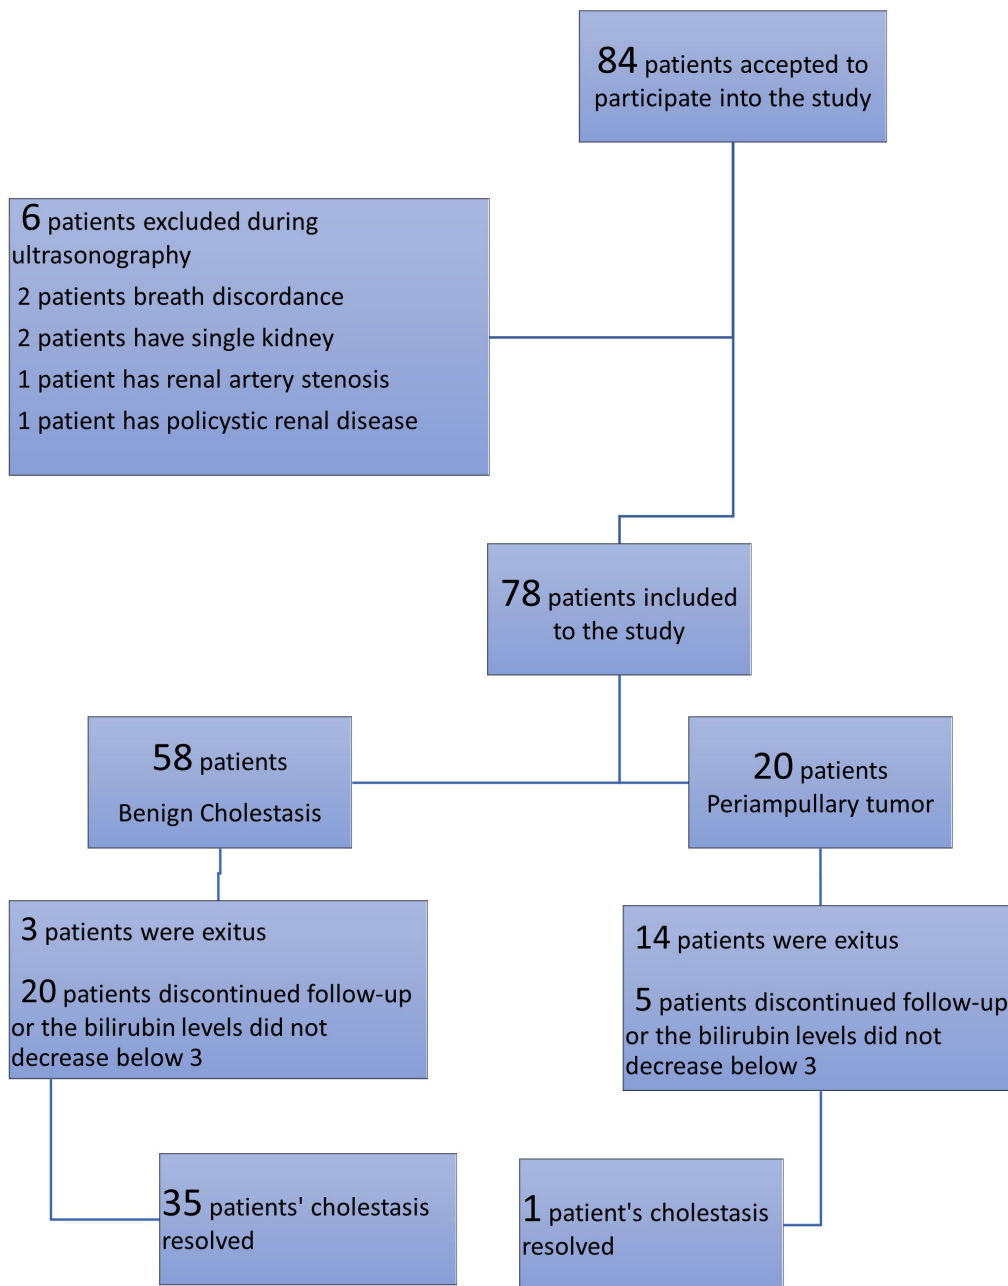 84 patients accepted to
participate into the study
6 patients excluded during
ultrasonography
2 patients breath discordance
2 patients have single kidney
1 patient has renal artery stenosis
1 patient has policystic renal disease
78 patients included
to the study
58 patients
Benign Cholestasis
20 patients
Periampullary tumor
3 patients were exitus
20 patients discontinued follow-up
or the bilirubin levels did not
decrease below 3
14 patients were exitus
5 patients discontinued follow-up
or the bilirubin levels did not
decrease below 3
35 patients' cholestasis
resolved
1 patient's cholestasis
resolved